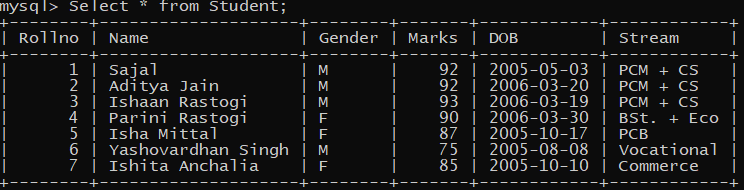 mysql> Select * from Student;
+--------+--------------------+--------+-------+------------+------------+
| Rollno | Name               | Gender | Marks | DOB        | Stream     |
+--------+--------------------+--------+-------+------------+------------+
|      1 | Sajal              | M      |    92 | 2005-05-03 | PCM + CS   |
|      2 | Aditya Jain        | M      |    92 | 2006-03-20 | PCM + CS   |
|      3 | Ishaan Rastogi     | M      |    93 | 2006-03-19 | PCM + CS   |
|      4 | Parini Rastogi     | F      |    90 | 2006-03-30 | BSt. + Eco |
|      5 | Isha Mittal        | F      |    87 | 2005-10-17 | PCB        |
|      6 | Yashovardhan Singh | M      |    75 | 2005-08-08 | Vocational |
|      7 | Ishita Anchalia    | F      |    85 | 2005-10-10 | Commerce   |
+--------+--------------------+--------+-------+------------+------------+